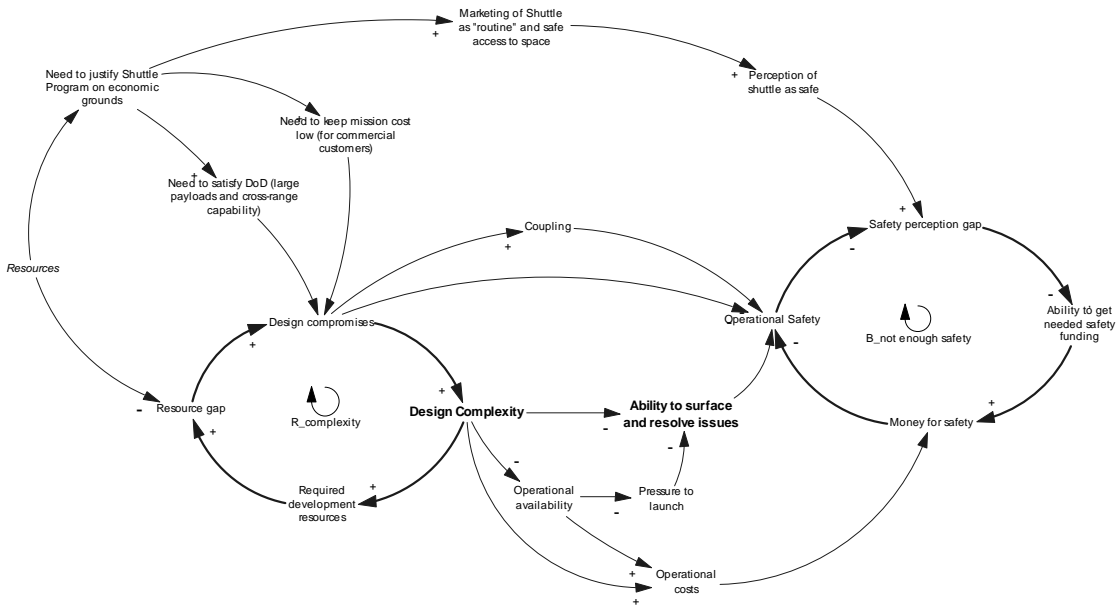 Marketing of Shuttle
as "routine" and safe
access to space
+
Need to justify Shuttle
Program on economic
grounds
+
Perception of
shuttle as safe
+
Need to keep mission cost
low (for commercial
customers)
+
Need to satisfy DoD (large
payloads and cross-range
capability)
+
Safety perception gap
-
Coupling
+
Resources
-
Ability to get
needed safety
funding
Design compromises
+
-
Operational Safety
-
B_not enough safety
-
Resource gap
+
R_complexity
+
Design Complexity
-
Ability to surface
and resolve issues
-
+
Money for safety
+
Required
development
resources
-
Operational
availability
-
Pressure to
launch
+
Operational
costs
+